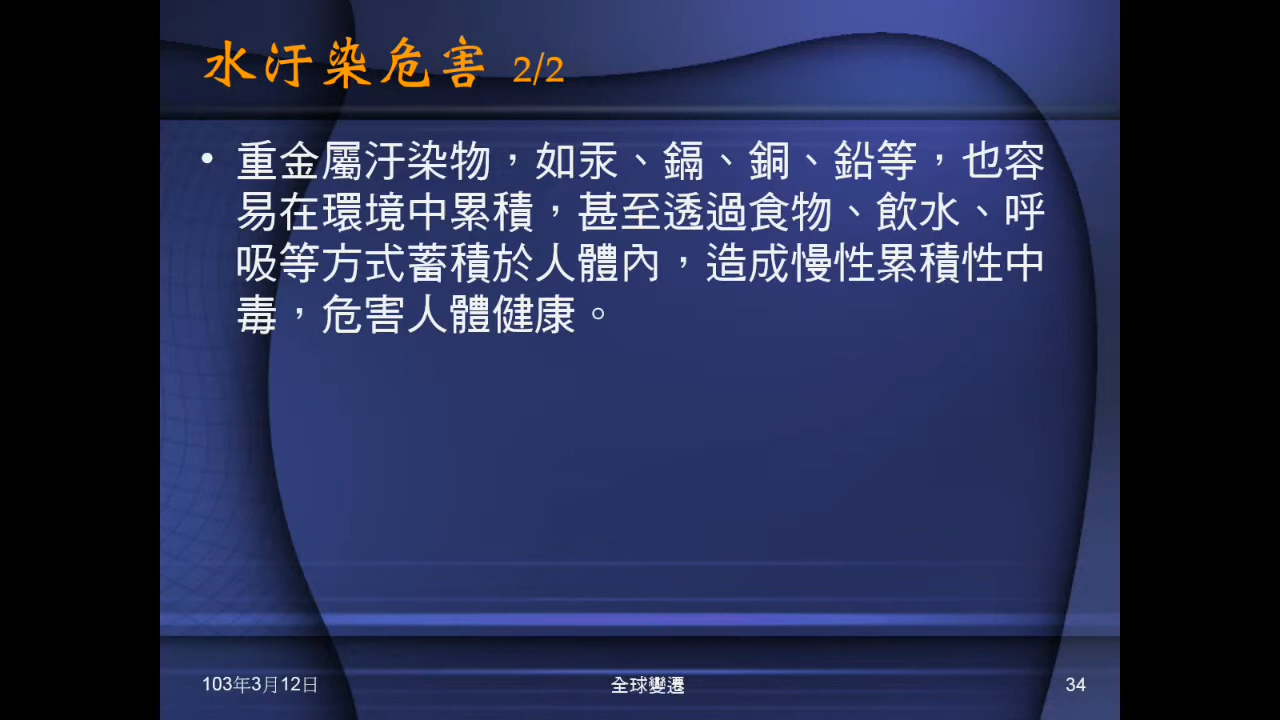 水汙染危害 2/2
• 重金屬汙染物，如汞、鎘、銅、鉛等，也容
易在環境中累積，甚至透過食物、飲水、呼
吸等方式蓄積於人體內，造成慢性累積性中
毒，危害人體健康。
103年3月12日
全球變遷
34